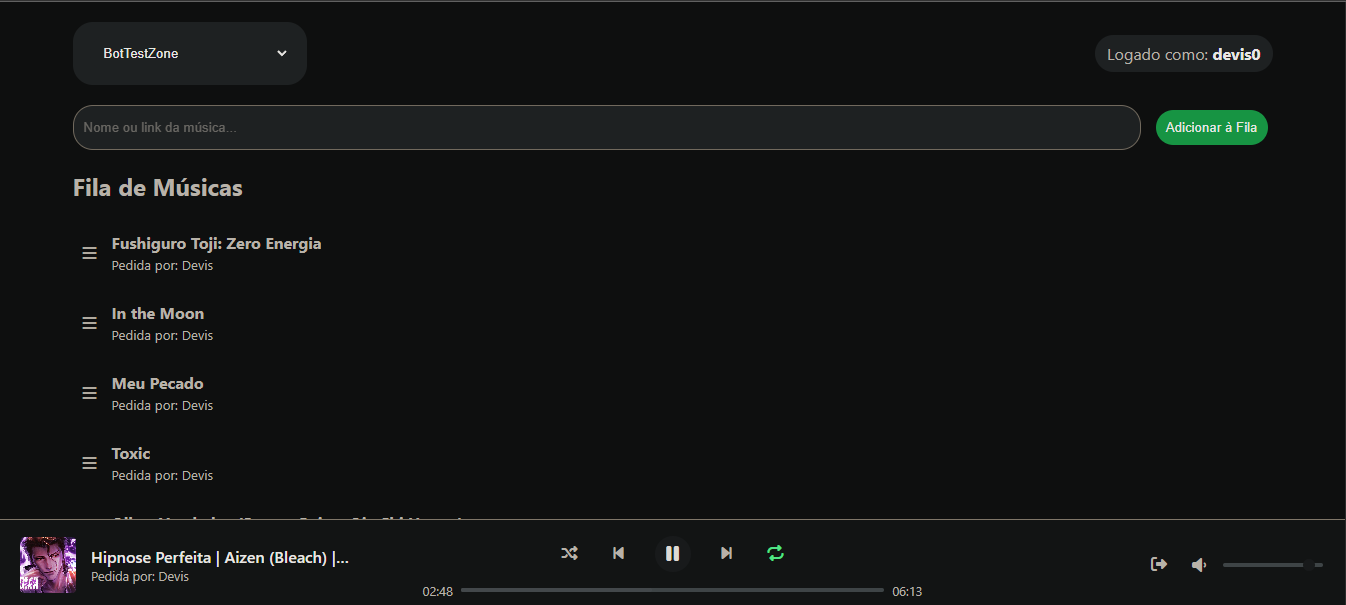 BotTestZone
Logado como: devis0
Nome ou link da música...
Adicionar à Fila
Fila de Músicas
Fushiguro Toji: Zero Energia
Pedida por: Devis
In the Moon
Pedida por: Devis
Meu Pecado
Pedida por: Devis
Toxic
Pedida por: Devis
Hipnose Perfeita | Aizen (Bleach) |...
Pedida por: Devis
02:48
06:13